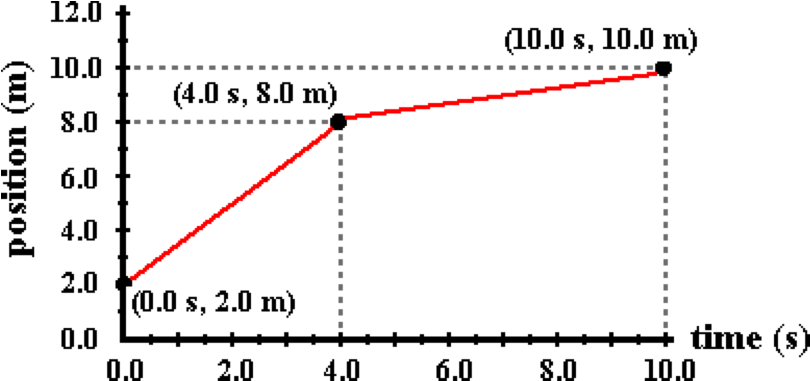 12.0
(10.0 s, 10.0 m)
10.0
(4.0 s, 8.0 m)
8.0
position (m)
6.0
4.0
2.0
(0.0 s, 2.0 m)
0.0
time (s)
0.0 2.0 4.0 6.0 8.0 10.0